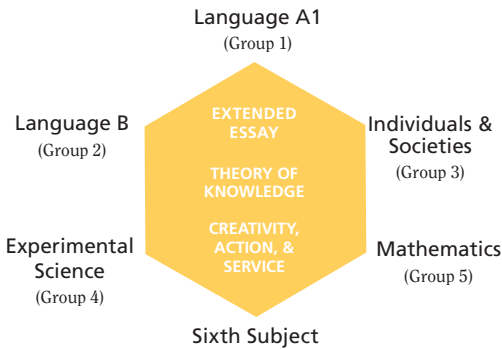 Language A1
(Group 1)
Language B
(Group 2)
EXTENDED
ESSAY
THEORY OF
KNOWLEDGE
CREATIVITY,
ACTION, &
SERVICE
Individuals &
Societies
(Group 3)
Experimental
Science
(Group 4)
Mathematics
(Group 5)
Sixth Subject